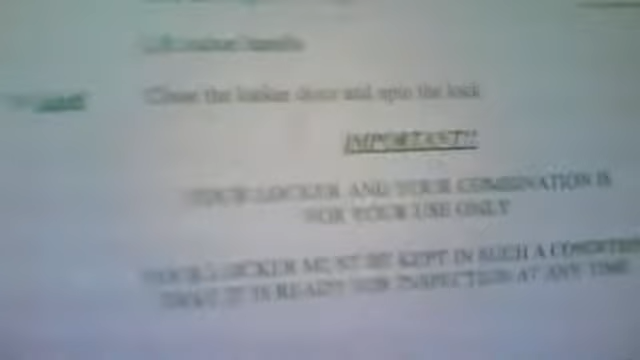 Close the locker door and spin the lock
IMPORTANT!!
YOUR LOCKER AND YOUR COMBINATION IS
FOR YOUR USE ONLY
YOUR LOCKER MUST BE KEPT IN SUCH A
THAT IT IS READY FOR INSPECTION AT ANY TIME